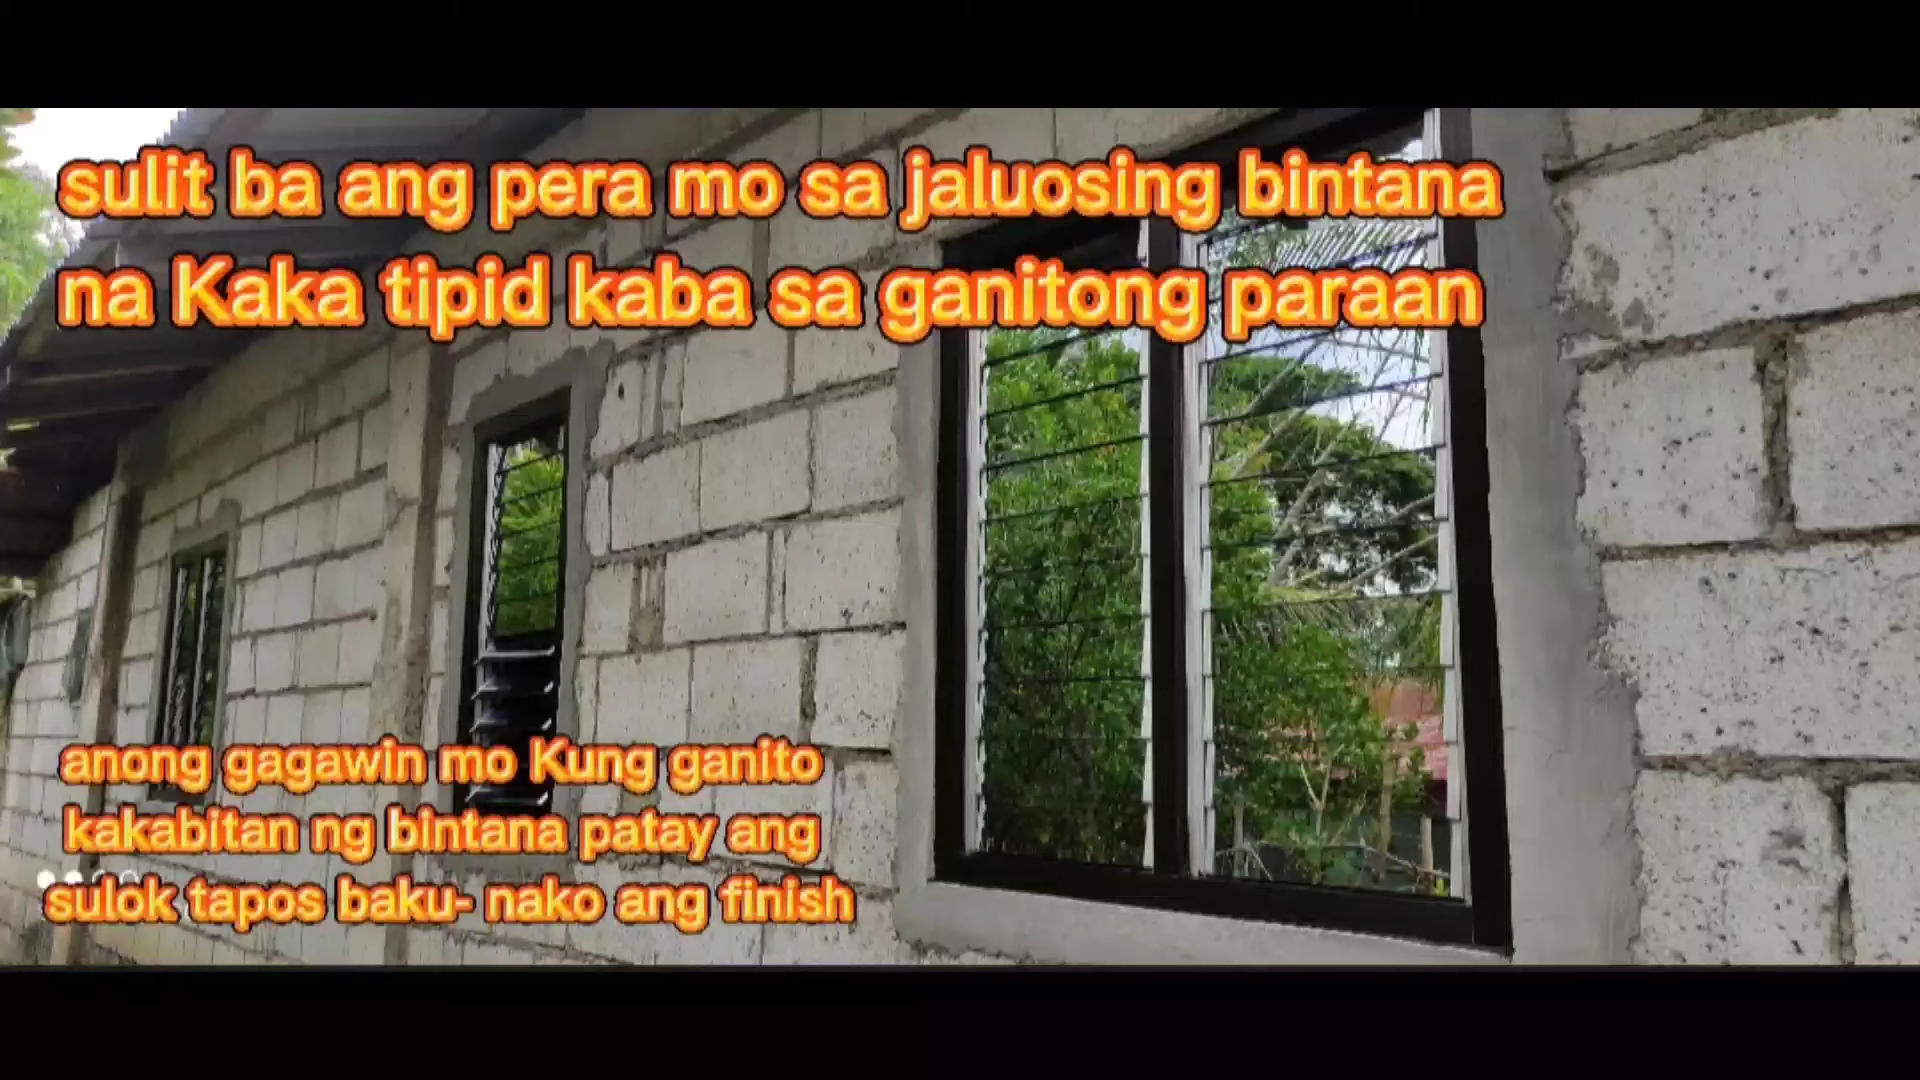 sulit ba ang pera mo sa jaluosing bintana
na Kaka tipid kaba sa ganitong paraan
anong gagawin mo Kung ganito
kakabitan ng bintana patay ang
sulok tapos baku- nako ang finish